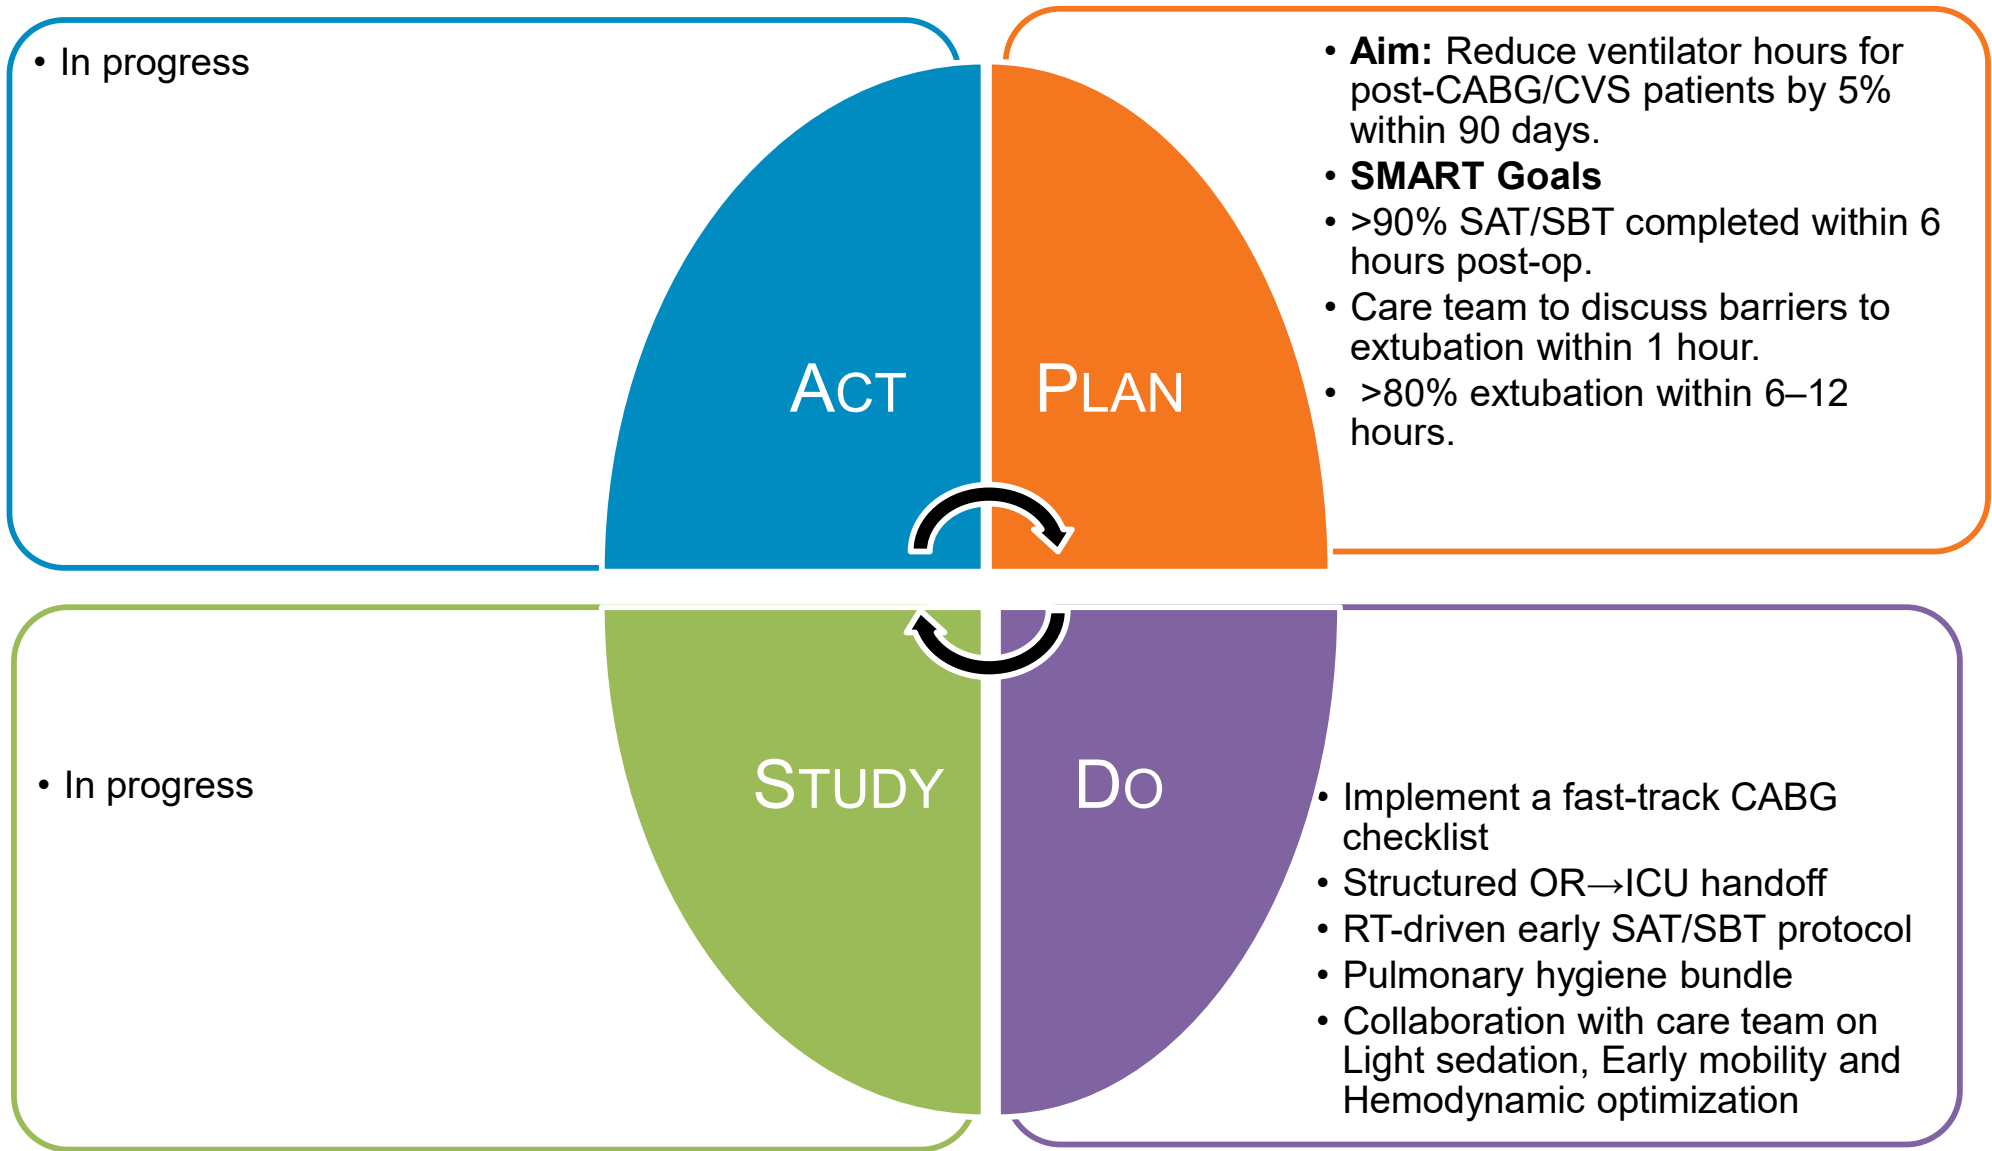 • In progress
ACT
PLAN
• Aim: Reduce ventilator hours for
post-CABG/CVS patients by 5%
within 90 days.
• SMART Goals
• >90% SAT/SBT completed within 6
hours post-op.
• Care team to discuss barriers to
extubation within 1 hour.
• >80% extubation within 6–12
hours.
• In progress
STUDY
DO
• Implement a fast-track CABG
checklist
• Structured OR→ICU handoff
• RT-driven early SAT/SBT protocol
• Pulmonary hygiene bundle
• Collaboration with care team on
Light sedation, Early mobility and
Hemodynamic optimization